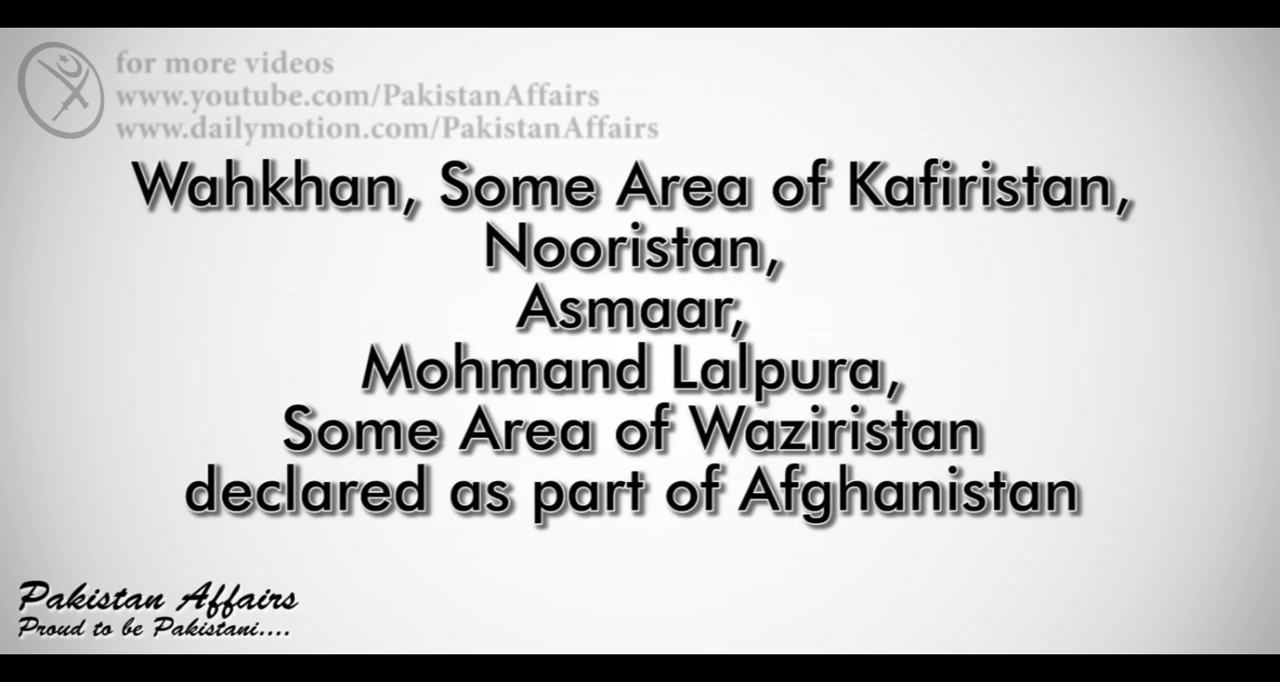 for more videos
www.youtube.com/PakistanAffairs
www.dailymotion.com/PakistanAffairs
Wahkhan, Some Area of Kafiristan,
Nooristan,
Asmaar,
Mohmand Lalpura,
Some Area of Waziristan
declared as part of Afghanistan
Pakistan Affairs
Proud to be Pakistani....